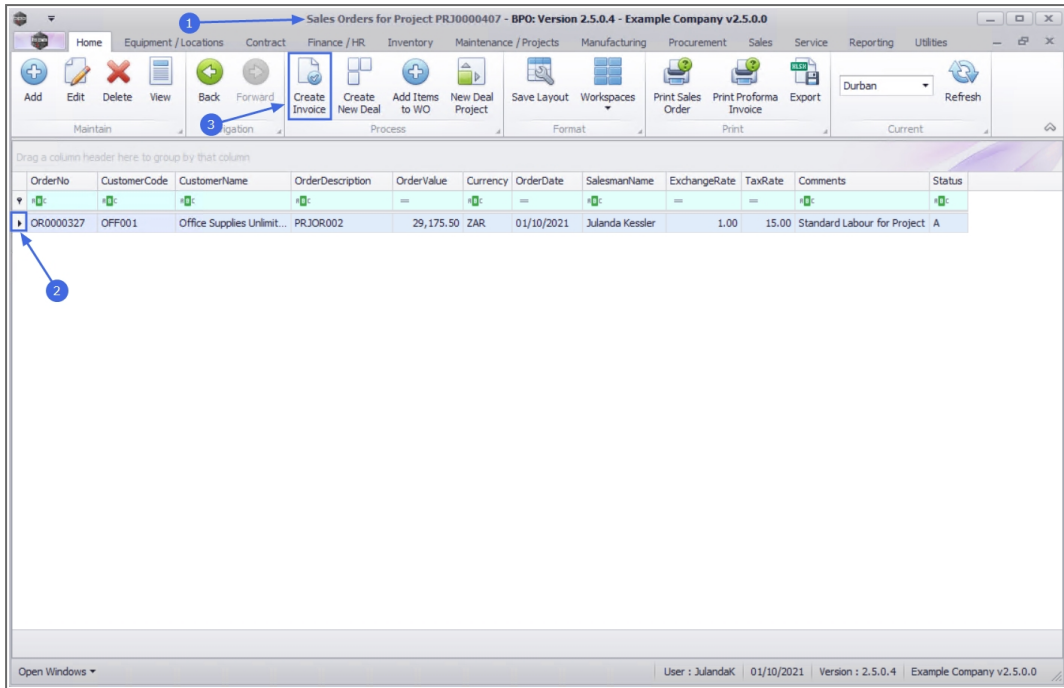 1
Sales Orders for Project PRJ0000407 - BPO: Version 2.5.0.4 - Example Company v2.5.0.0
Home Equipment / Locations Contract Finance / HR Inventory Maintenance / Projects Manufacturing Procurement Sales Service Reporting Utilities
Add Edit Delete View Back Forward Create Invoice Create New Deal Add Items to WO New Deal Project Save Layout Workspaces Print Sales Order Print Proforma Invoice Export Durban Refresh
3
Maintain Process Format Print Current
Drag a column header here to group by that column
OrderNo CustomerCode CustomerName OrderDescription OrderValue Currency OrderDate SalesmanName ExchangeRate TaxRate Comments Status
OR0000327 OFF001 Office Supplies Unlimit... PRJOR002 29,175.50 ZAR 01/10/2021 Julanda Kessler 1.00 15.00 Standard Labour for Project A
2
Open Windows User : JulandaK 01/10/2021 Version : 2.5.0.4 Example Company v2.5.0.0